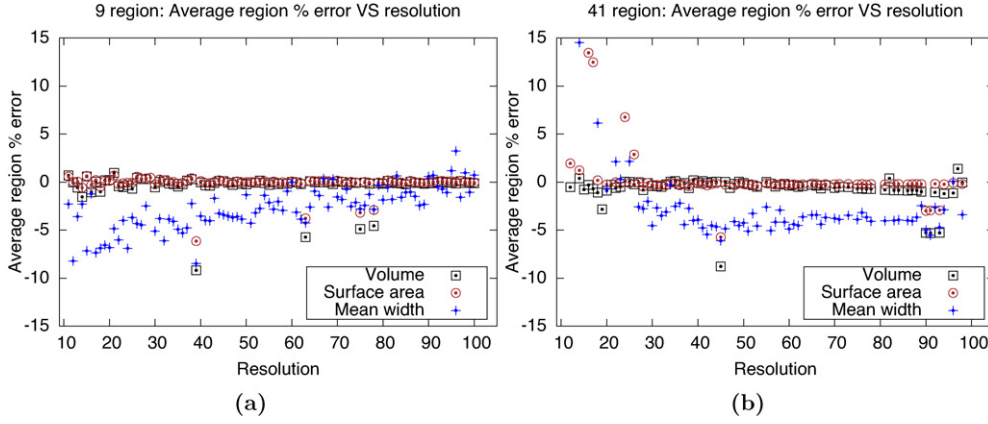 9 region: Average region % error VS resolution
15
10
5
0
-5
-10
-15
Average region % error
Volume
Surface area
Mean width
10 20 30 40 50 60 70 80 90 100
Resolution
(a)
41 region: Average region % error VS resolution
15
10
5
0
-5
-10
-15
Average region % error
Volume
Surface area
Mean width
10 20 30 40 50 60 70 80 90 100
Resolution
(b)